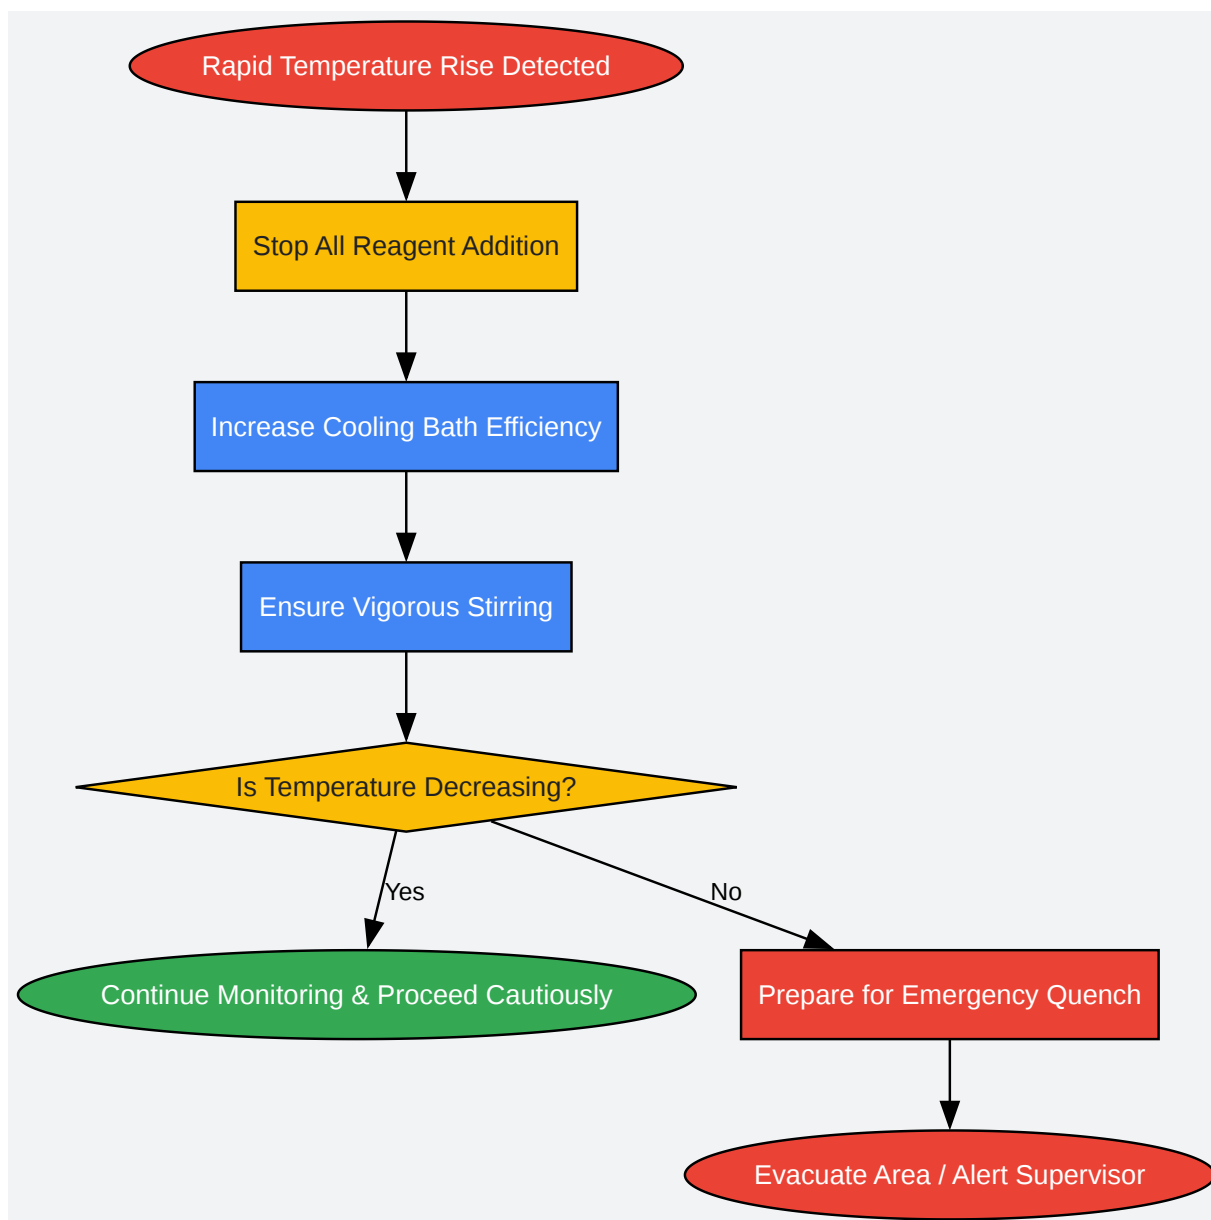 Rapid Temperature Rise Detected
Stop All Reagent Addition
Increase Cooling Bath Efficiency
Ensure Vigorous Stirring
Is Temperature Decreasing?
Yes
No
Continue Monitoring & Proceed Cautiously
Prepare for Emergency Quench
Evacuate Area / Alert Supervisor